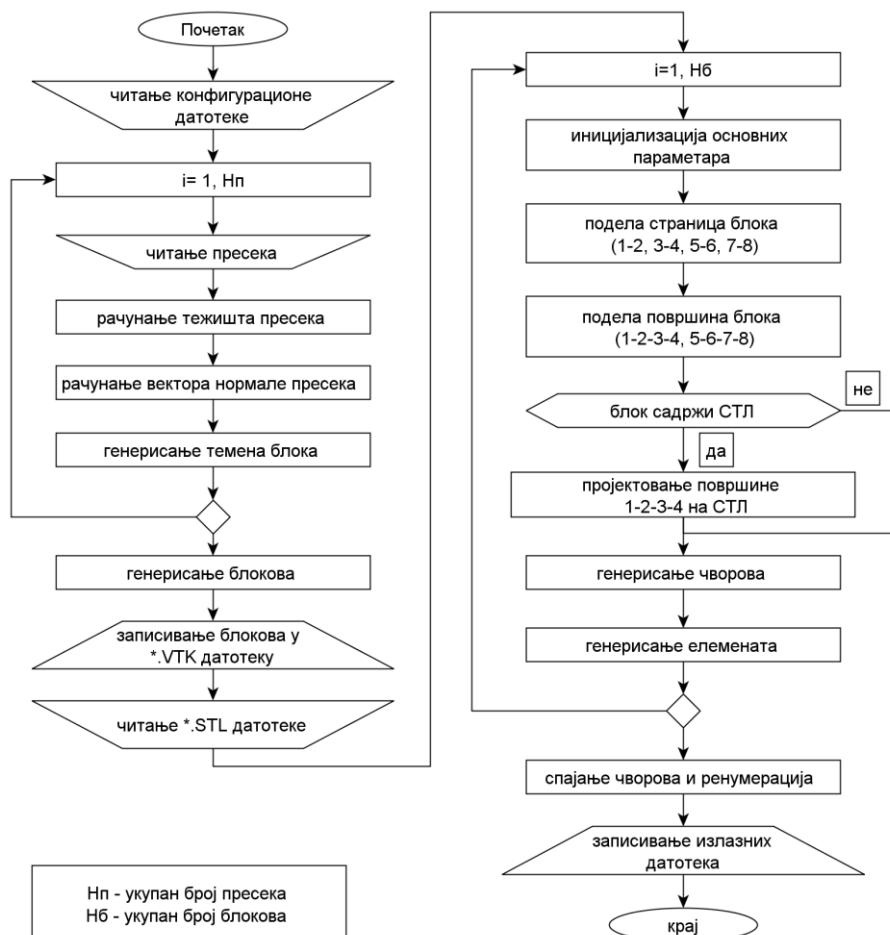 Почетак
читање конфигурационе
датотеке
i= 1, Нп
читање пресека
рачунање тежишта пресека
рачунање вектора нормале пресека
генерисање темена блока
генерисање блокова
записивање блокова у
*.VTK датотеку
читање *.STL датотеке
Нп - укупан број пресека
Нб - укупан број блокова
i=1, Нб
иницијализација основних
параметара
подела страница блока
(1-2, 3-4, 5-6, 7-8)
подела површина блока
(1-2-3-4, 5-6-7-8)
блок садржи СТЛ
не
да
пројектовање површине
1-2-3-4 на СТЛ
генерисање чворова
генерисање елемената
спајање чворова и ренумерација
записивање излазних
датотека
крај